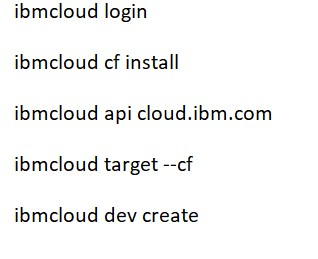 ibmcloud login
ibmcloud cf install
ibmcloud api cloud.ibm.com
ibmcloud target --cf
ibmcloud dev create